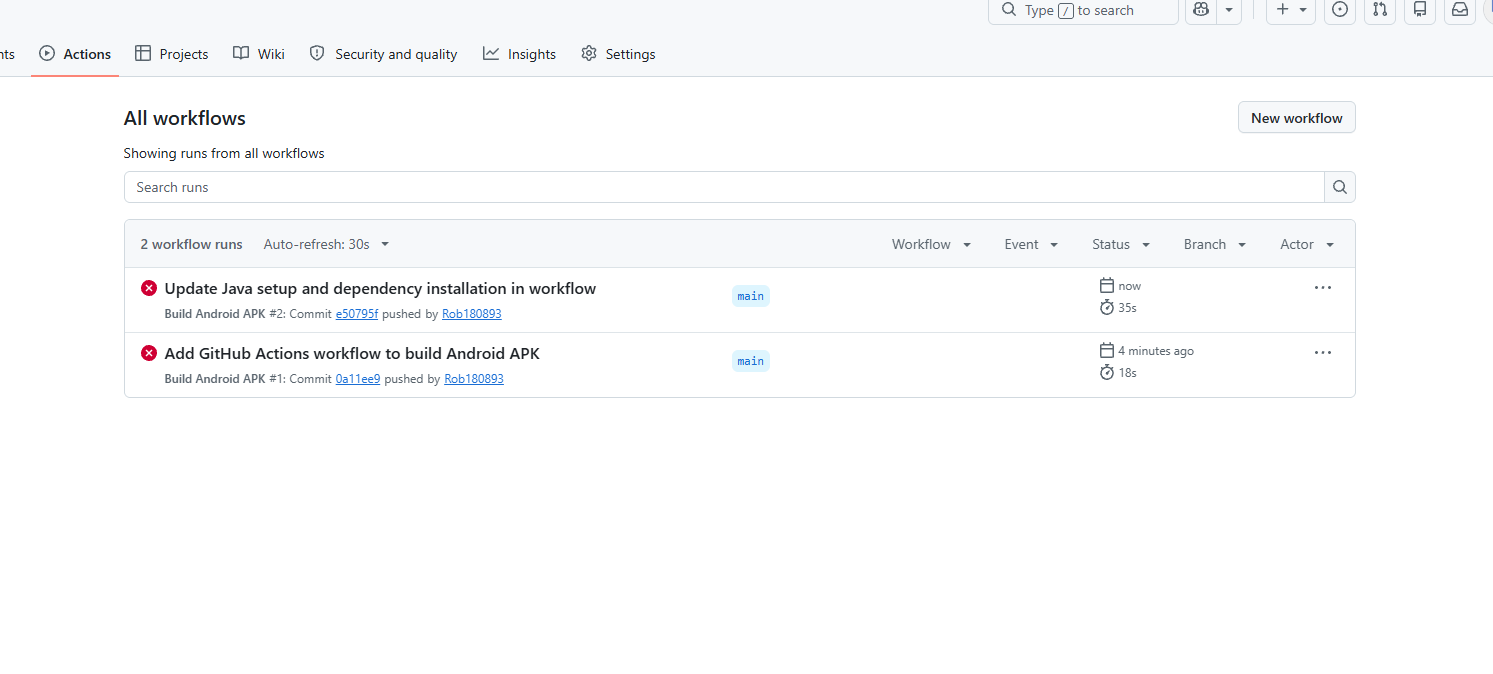 Type / to search
nts Actions Projects Wiki Security and quality Insights Settings
All workflows
New workflow
Showing runs from all workflows
Search runs
2 workflow runs Auto-refresh: 30s Workflow Event Status Branch Actor
Update Java setup and dependency installation in workflow
main
now
Build Android APK #2: Commit e50795f pushed by Rob180893
35s
Add GitHub Actions workflow to build Android APK
main
4 minutes ago
Build Android APK #1: Commit 0a11ee9 pushed by Rob180893
18s